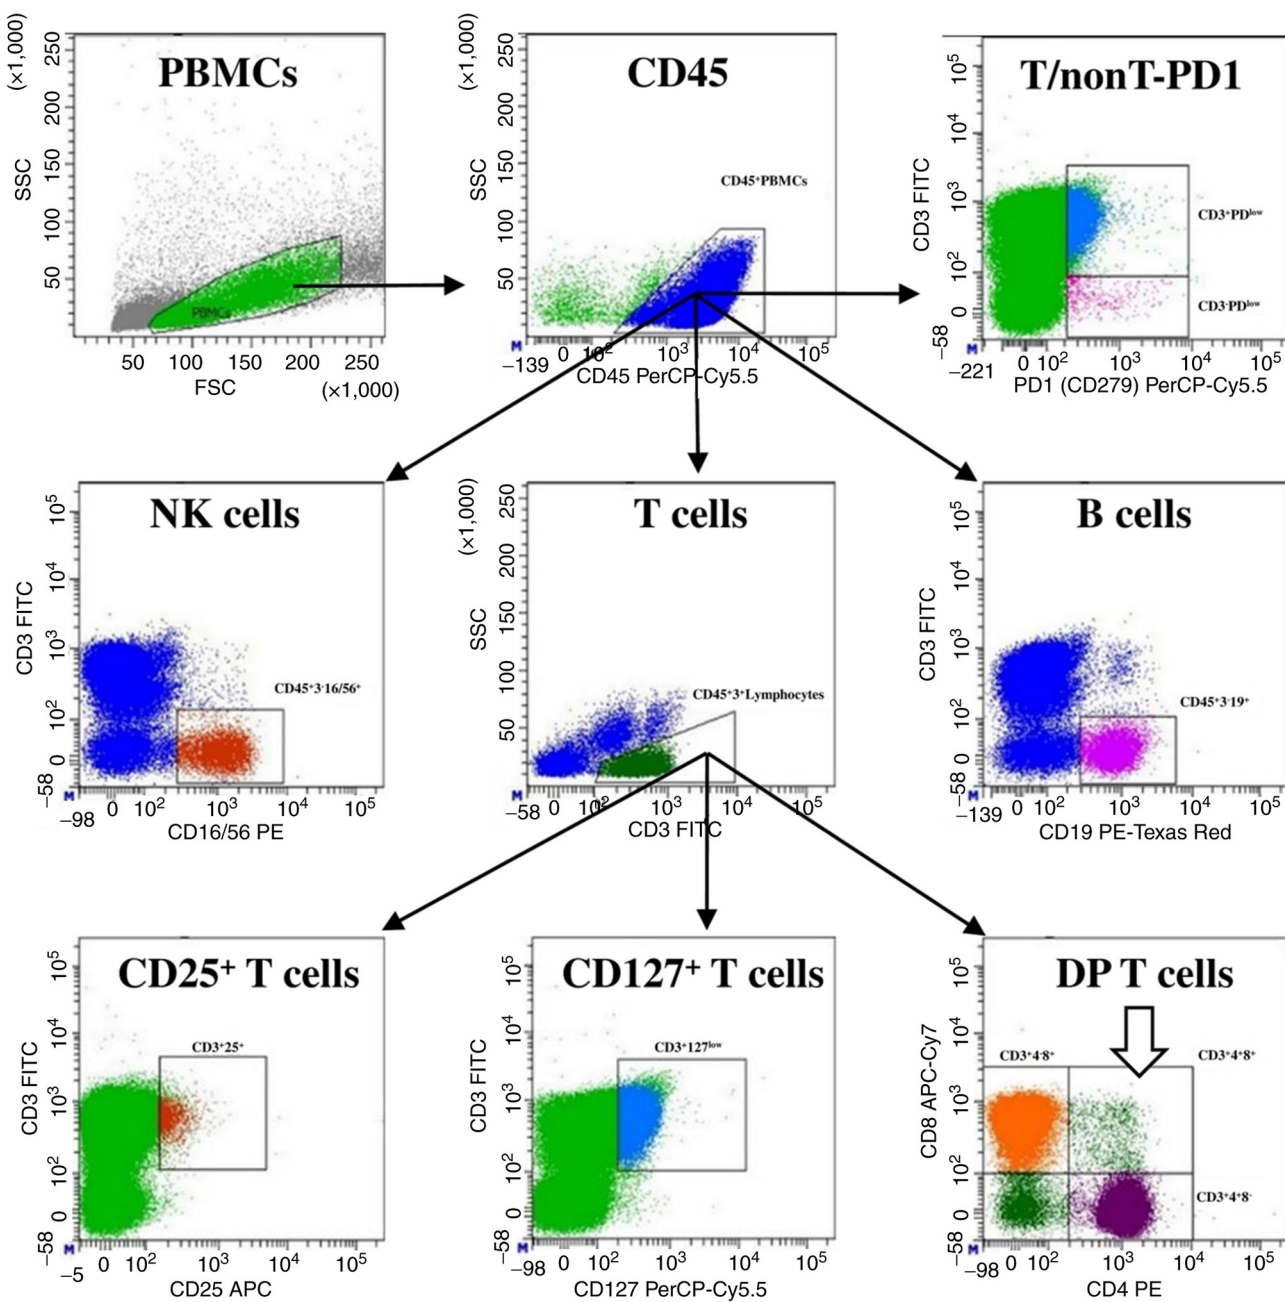 PBMCs
(×1,000)
SSC
250
200
150
100
50
PBMCs
50 100 150 200 250
FSC
(×1,000)
CD45
(×1,000)
SSC
250
200
150
100
50
CD45⁺PBMCs
M
−139
0 10² 10³ 10⁴ 10⁵
CD45 PerCP-Cy5.5
T/nonT-PD1
CD3 FITC
10⁵
10⁴
10³
10²
0
−58
CD3⁺PDˡᵒʷ
CD3⁻PDˡᵒʷ
M
−221
0 10² 10³ 10⁴ 10⁵
PD1 (CD279) PerCP-Cy5.5
NK cells
CD3 FITC
10⁵
10⁴
10³
10²
0
−58
CD45⁺3⁻16/56⁺
M
−98
0 10² 10³ 10⁴ 10⁵
CD16/56 PE
T cells
(×1,000)
SSC
250
200
150
100
50
CD45⁺3⁺Lymphocytes
M
−58 0 10² 10³ 10⁴ 10⁵
CD3 FITC
B cells
CD3 FITC
10⁵
10⁴
10³
10²
0
−58
CD45⁺3⁻19⁺
M
−139
0 10² 10³ 10⁴ 10⁵
CD19 PE-Texas Red
CD25⁺ T cells
CD3 FITC
10⁵
10⁴
10³
10²
0
−58
CD3⁺25⁺
M
−5
0 10² 10³ 10⁴ 10⁵
CD25 APC
CD127⁺ T cells
CD3 FITC
10⁵
10⁴
10³
10²
0
−58
CD3⁺127ˡᵒʷ
M
−98
0 10² 10³ 10⁴ 10⁵
CD127 PerCP-Cy5.5
DP T cells
CD8 APC-Cy7
10⁵
10⁴
10³
10²
0
−58
CD3⁺4⁻8⁺
CD3⁺4⁺8⁺
CD3⁺4⁺8⁻
M
−98
0 10² 10³ 10⁴ 10⁵
CD4 PE